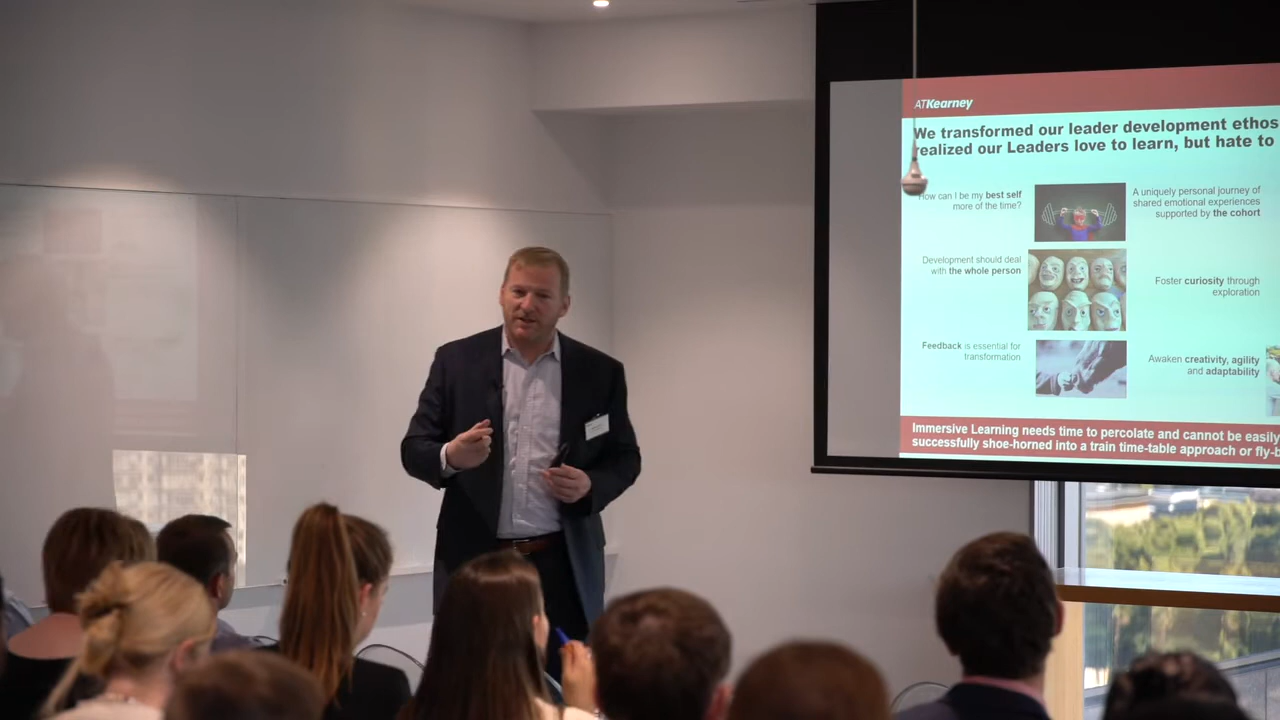 ATKearney
We transformed our leader development ethos
realized our Leaders love to learn, but hate to
How can I be my best self
more of the time?
A uniquely personal journey of
shared emotional experiences
supported by the cohort
Development should deal
with the whole person
Foster curiosity through
exploration
Feedback is essential for
transformation
Awaken creativity, agility
and adaptability
Immersive Learning needs time to percolate and cannot be easily
successfully shoe-horned into a train time-table approach or fly-b